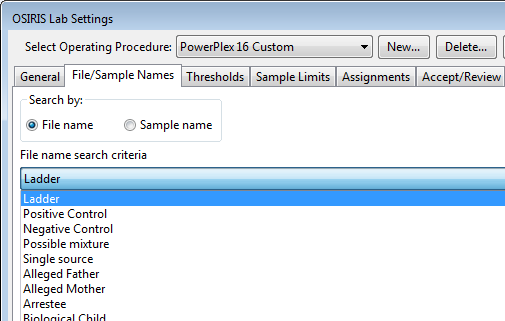 OSIRIS Lab Settings
Select Operating Procedure: PowerPlex 16 Custom New... Delete...
General File/Sample Names Thresholds Sample Limits Assignments Accept/Review
Search by:
File name Sample name
File name search criteria
Ladder
Ladder
Positive Control
Negative Control
Possible mixture
Single source
Alleged Father
Alleged Mother
Arrestee
Biological Child